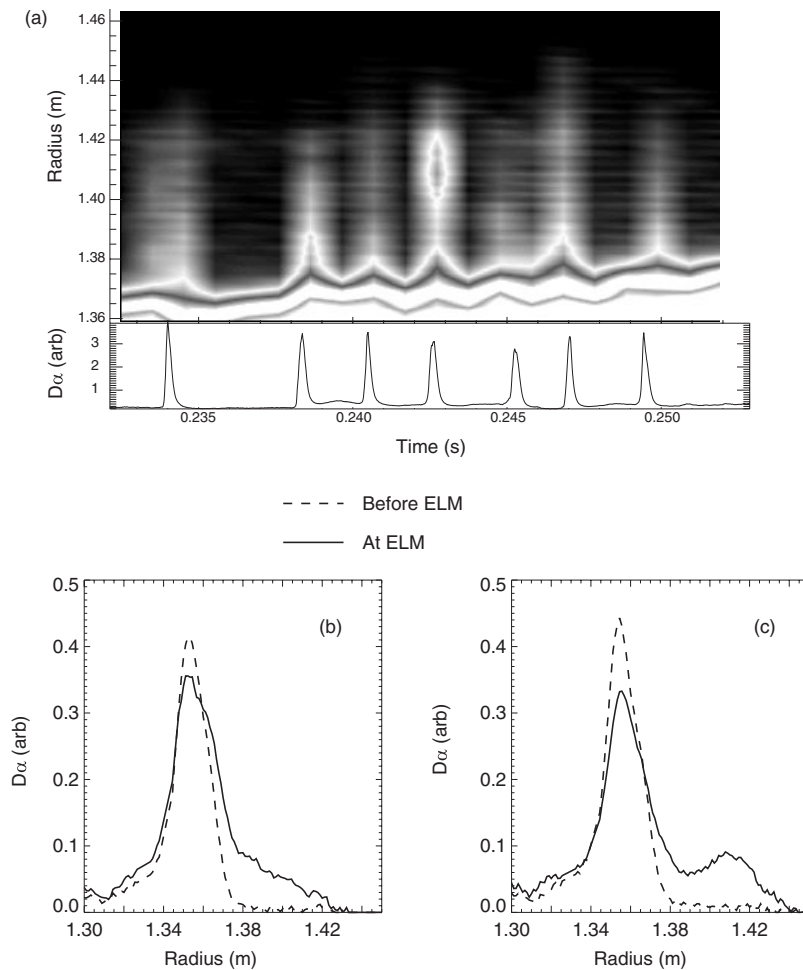 (a)
1.46
1.44
1.42
1.40
1.38
1.36
Radius (m)
3
2
1
Dα (arb)
0.235 0.240 0.245 0.250
Time (s)
Before ELM
At ELM
(b)
0.5
0.4
0.3
0.2
0.1
0.0
Dα (arb)
1.30 1.34 1.38 1.42
Radius (m)
(c)
0.5
0.4
0.3
0.2
0.1
0.0
Dα (arb)
1.30 1.34 1.38 1.42
Radius (m)